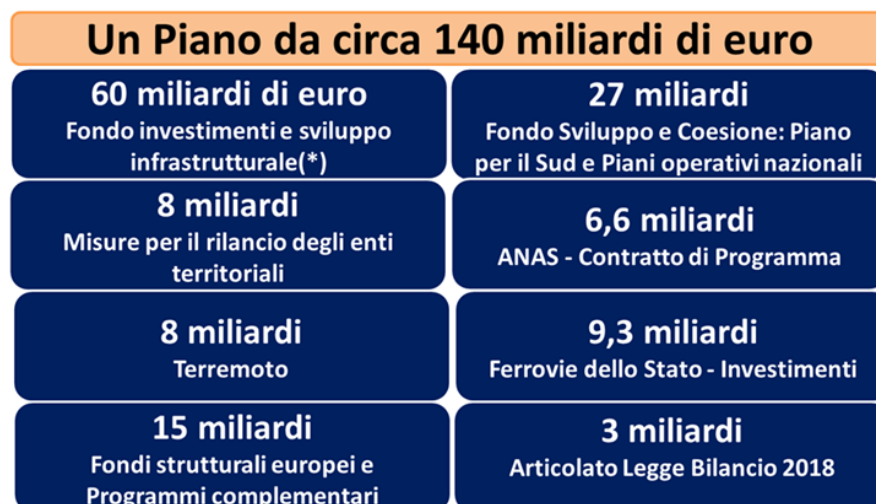 Un Piano da circa 140 miliardi di euro
60 miliardi di euro
Fondo investimenti e sviluppo
infrastrutturale(*)
27 miliardi
Fondo Sviluppo e Coesione: Piano
per il Sud e Piani operativi nazionali
8 miliardi
Misure per il rilancio degli enti
territoriali
6,6 miliardi
ANAS - Contratto di Programma
8 miliardi
Terremoto
9,3 miliardi
Ferrovie dello Stato - Investimenti
15 miliardi
Fondi strutturali europei e
Programmi complementari
3 miliardi
Articolato Legge Bilancio 2018